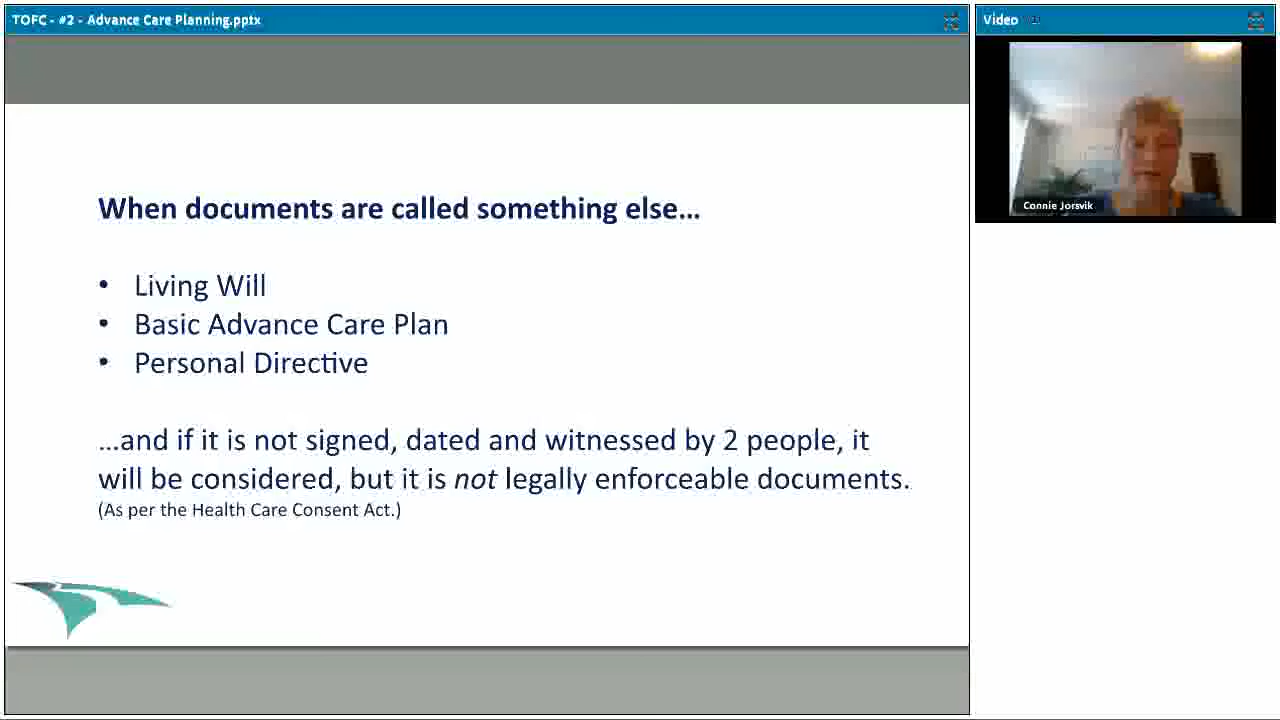 TOFC - #2 - Advance Care Planning.pptx
Video
When documents are called something else...
• Living Will
• Basic Advance Care Plan
• Personal Directive
...and if it is not signed, dated and witnessed by 2 people, it
will be considered, but it is not legally enforceable documents.
(As per the Health Care Consent Act.)
Connie Jorsvik